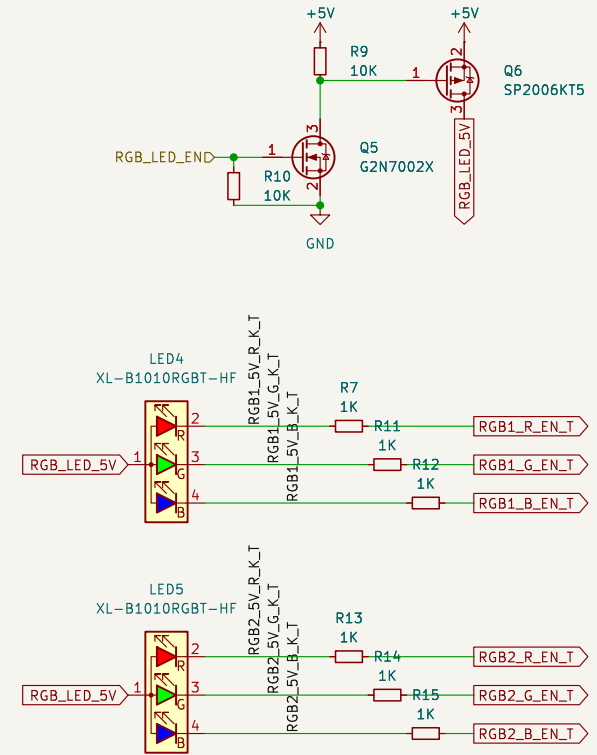 +5V
+5V
R9
10K
1
2
3
Q6
SP2006KT5
RGB_LED_5V
RGB_LED_EN
1
3
2
Q5
G2N7002X
R10
10K
GND
LED4
XL-B1010RGBT-HF
RGB_LED_5V
1
2
3
4
R
G
B
RGB1_5V_R_K_T
RGB1_5V_G_K_T
RGB1_5V_B_K_T
R7
1K
R11
1K
R12
1K
RGB1_R_EN_T
RGB1_G_EN_T
RGB1_B_EN_T
LED5
XL-B1010RGBT-HF
RGB_LED_5V
1
2
3
4
R
G
B
RGB2_5V_R_K_T
RGB2_5V_G_K_T
RGB2_5V_B_K_T
R13
1K
R14
1K
R15
1K
RGB2_R_EN_T
RGB2_G_EN_T
RGB2_B_EN_T